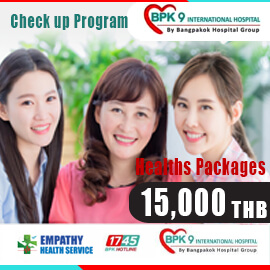 Check up Program
BPK 9
INTERNATIONAL HOSPITAL
By Bangpakok Hospital Group
Healths Packages
15,000 THB
EMPATHY
HEALTH SERVICE
1745
BPK HOTLINE
BPK 9
INTERNATIONAL HOSPITAL
By Bangpakok Hospital Group